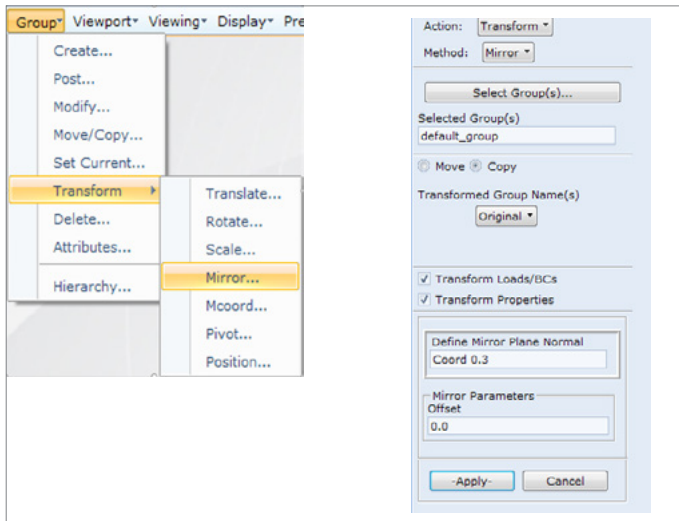 Group Viewport Viewing Display Pre
Create...
Post...
Modify...
Move/Copy...
Set Current...
Transform
Delete...
Attributes...
Hierarchy...
Translate...
Rotate...
Scale...
Mirror...
Mcoord...
Pivot...
Position...
Action: Transform
Method: Mirror
Select Group(s)...
Selected Group(s)
default_group
Move Copy
Transformed Group Name(s)
Original
Transform Loads/BCs
Transform Properties
Define Mirror Plane Normal
Coord 0.3
Mirror Parameters
Offset
0.0
-Apply- Cancel